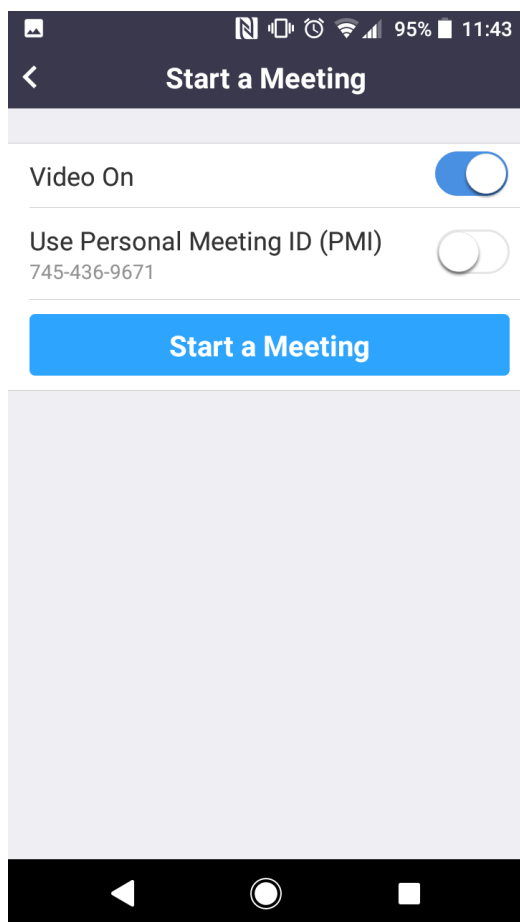 95% 11:43
Start a Meeting
Video On
Use Personal Meeting ID (PMI)
745-436-9671
Start a Meeting